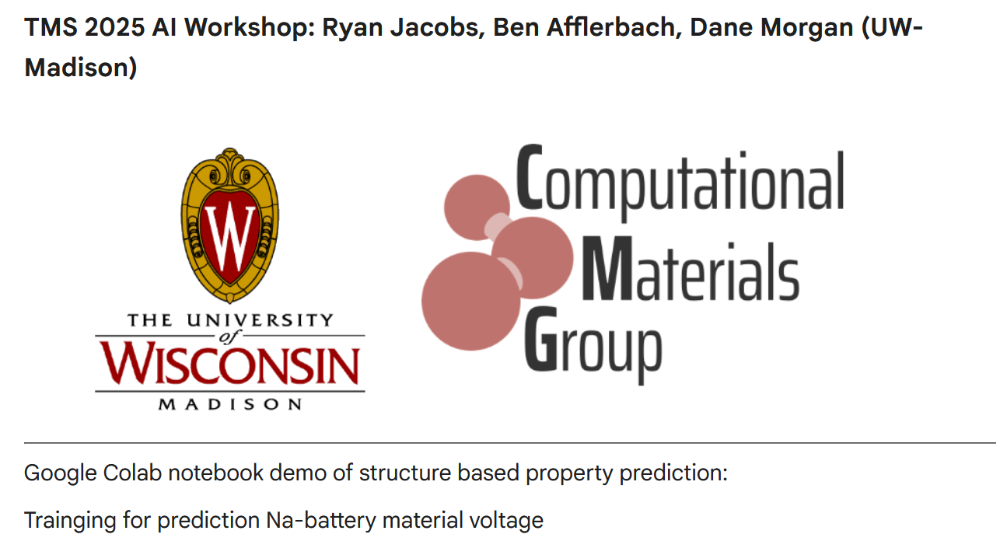 TMS 2025 AI Workshop: Ryan Jacobs, Ben Afflerbach, Dane Morgan (UW-
Madison)
W
THE UNIVERSITY
of
WISCONSIN
MADISON
Computational
Materials
Group
Google Colab notebook demo of structure based property prediction:
Trainging for prediction Na-battery material voltage